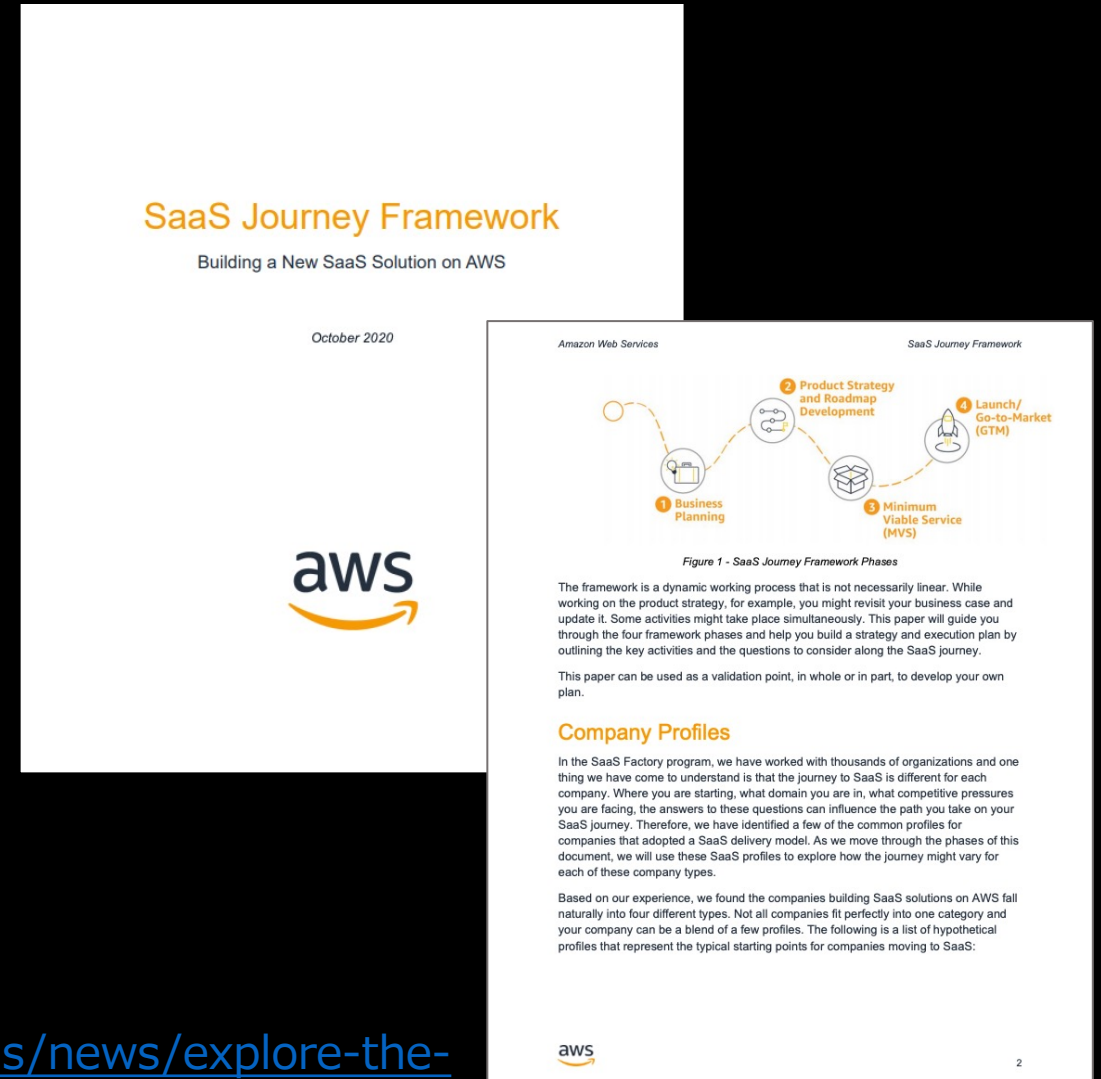 SaaS Journey Framework
Building a New SaaS Solution on AWS
October 2020
aws
Amazon Web Services
SaaS Journey Framework
2 Product Strategy
and Roadmap
Development
4 Launch/
Go-to-Market
(GTM)
1 Business
Planning
3 Minimum
Viable Service
(MVS)
Figure 1 - SaaS Journey Framework Phases
The framework is a dynamic working process that is not necessarily linear. While
working on the product strategy, for example, you might revisit your business case and
update it. Some activities might take place simultaneously. This paper will guide you
through the four framework phases and help you build a strategy and execution plan by
outlining the key activities and the questions to consider along the SaaS journey.
This paper can be used as a validation point, in whole or in part, to develop your own
plan.
Company Profiles
In the SaaS Factory program, we have worked with thousands of organizations and one
thing we have come to understand is that the journey to SaaS is different for each
company. Where you are starting, what domain you are in, what competitive pressures
you are facing, the answers to these questions can influence the path you take on your
SaaS journey. Therefore, we have identified a few of the common profiles for
companies that adopted a SaaS delivery model. As we move through the phases of this
document, we will use these SaaS profiles to explore how the journey might vary for
each of these company types.
Based on our experience, we found the companies building SaaS solutions on AWS fall
naturally into four different types. Not all companies fit perfectly into one category and
your company can be a blend of a few profiles. The following is a list of hypothetical
profiles that represent the typical starting points for companies moving to SaaS:
aws
2
s/news/explore-the-